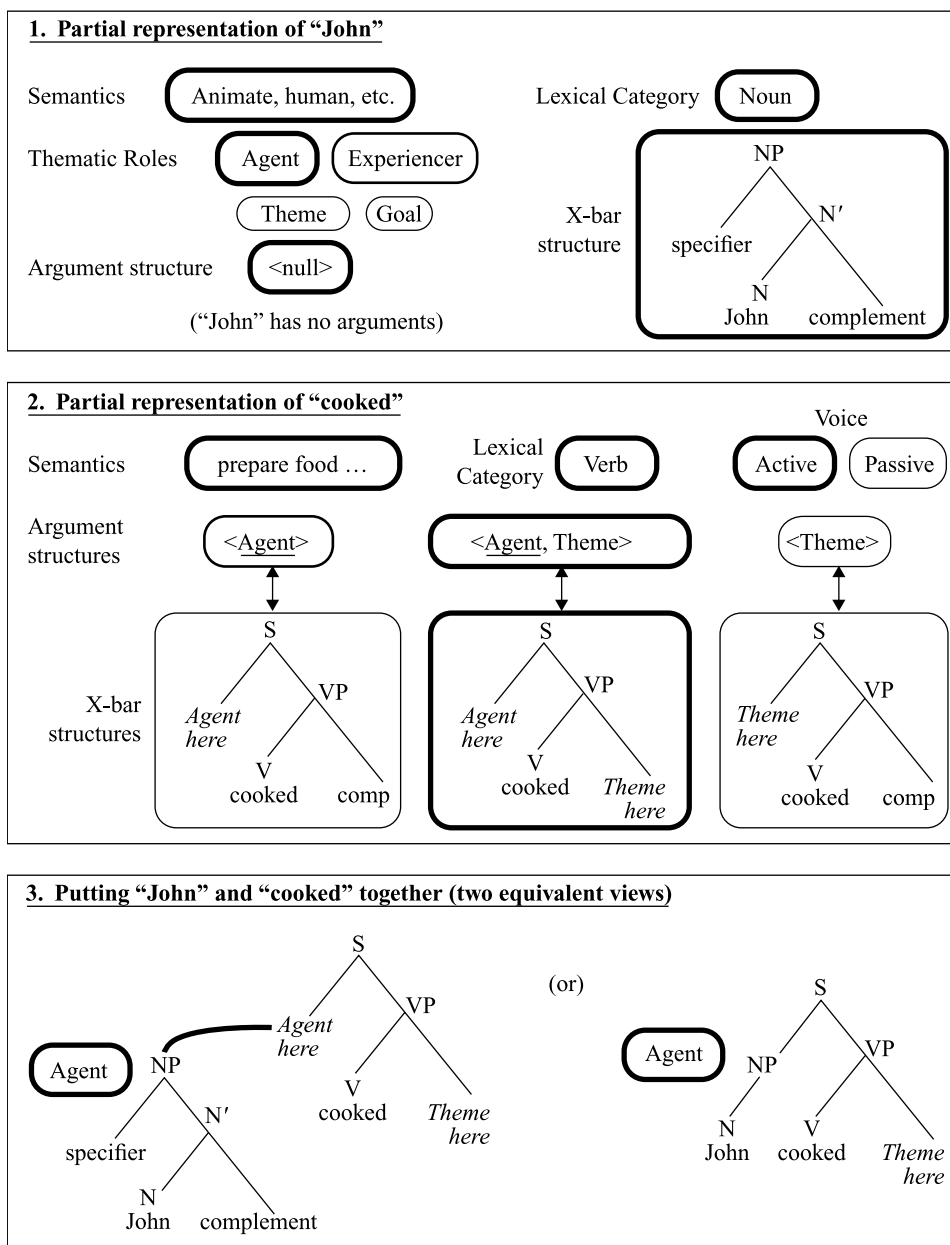 1. Partial representation of “John”
Semantics
Animate, human, etc.
Lexical Category
Noun
Thematic Roles
Agent
Experiencer
Theme
Goal
Argument structure
<null>
(“John” has no arguments)
X-bar
structure
NP
specifier
N′
N
John
complement
2. Partial representation of “cooked”
Semantics
prepare food …
Lexical
Category
Verb
Voice
Active
Passive
Argument
structures
<Agent>
<Agent, Theme>
<Theme>
X-bar
structures
S
Agent
here
VP
V
cooked
comp
S
Agent
here
VP
V
cooked
Theme
here
S
Theme
here
VP
V
cooked
comp
3. Putting “John” and “cooked” together (two equivalent views)
S
Agent
here
VP
V
cooked
Theme
here
Agent
NP
specifier
N′
N
John
complement
(or)
S
Agent
NP
VP
N
John
V
cooked
Theme
here